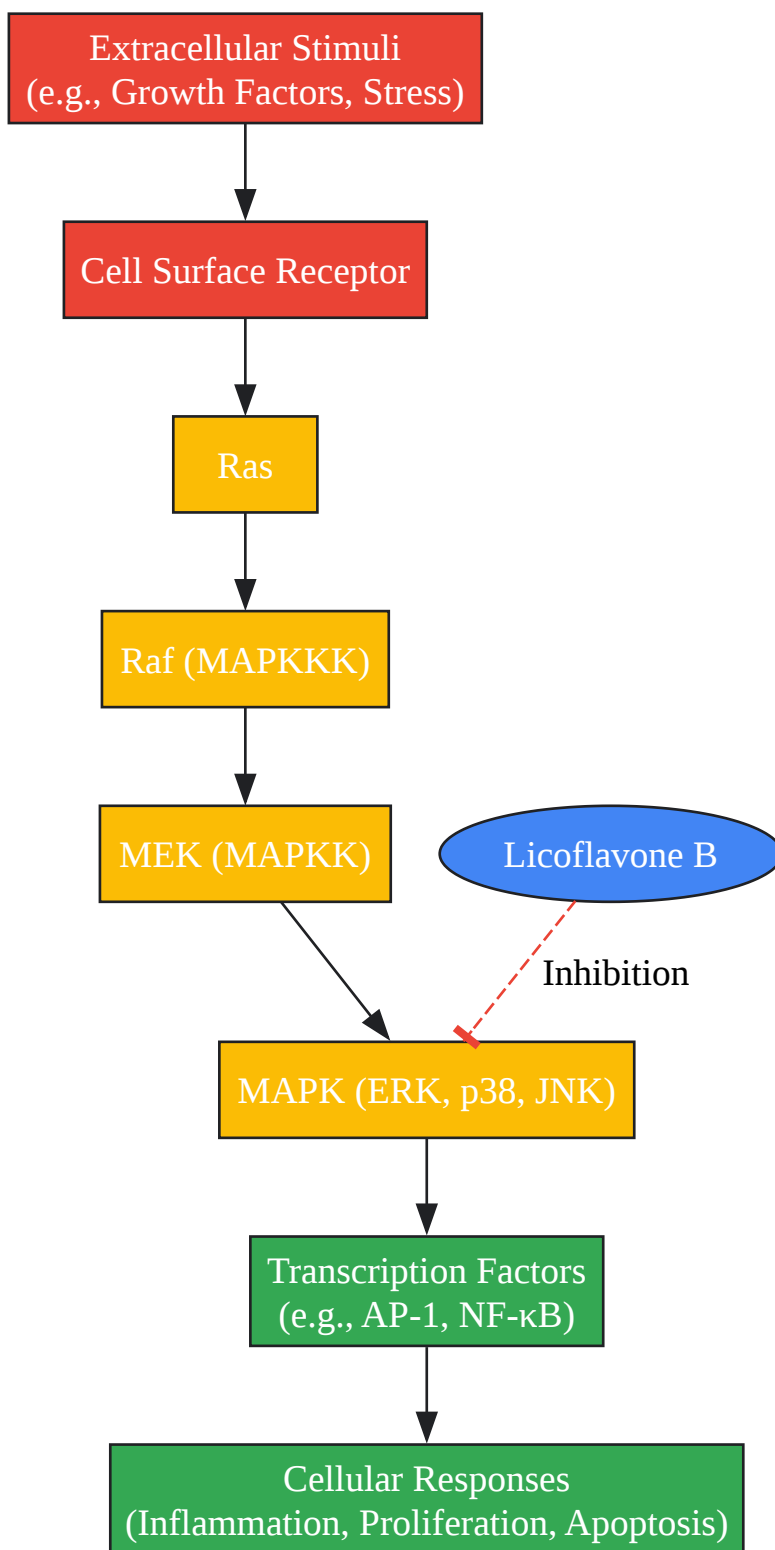 Extracellular Stimuli
(e.g., Growth Factors, Stress)
Cell Surface Receptor
Ras
Raf (MAPKKK)
MEK (MAPKK)
Licoflavone B
Inhibition
MAPK (ERK, p38, JNK)
Transcription Factors
(e.g., AP-1, NF-κB)
Cellular Responses
(Inflammation, Proliferation, Apoptosis)